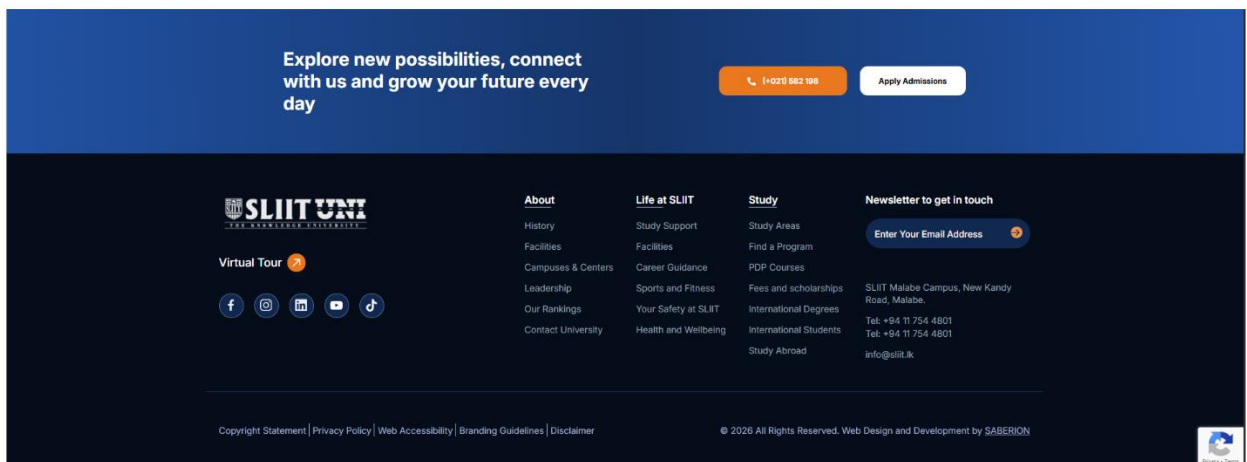 Explore new possibilities, connect
with us and grow your future every
day
(+021) 582 198
Apply Admissions
SLIIT UNI
THE KNOWLEDGE UNIVERSITY
Virtual Tour
About
History
Facilities
Campuses & Centers
Leadership
Our Rankings
Contact University
Life at SLIIT
Study Support
Facilities
Career Guidance
Sports and Fitness
Your Safety at SLIIT
Health and Wellbeing
Study
Study Areas
Find a Program
PDP Courses
Fees and scholarships
International Degrees
International Students
Study Abroad
Newsletter to get in touch
Enter Your Email Address
SLIIT Malabe Campus, New Kandy
Road, Malabe.
Tel: +94 11 754 4801
Tel: +94 11 754 4801
info@sliit.lk
Copyright Statement | Privacy Policy | Web Accessibility | Branding Guidelines | Disclaimer
© 2026 All Rights Reserved. Web Design and Development by SABERION